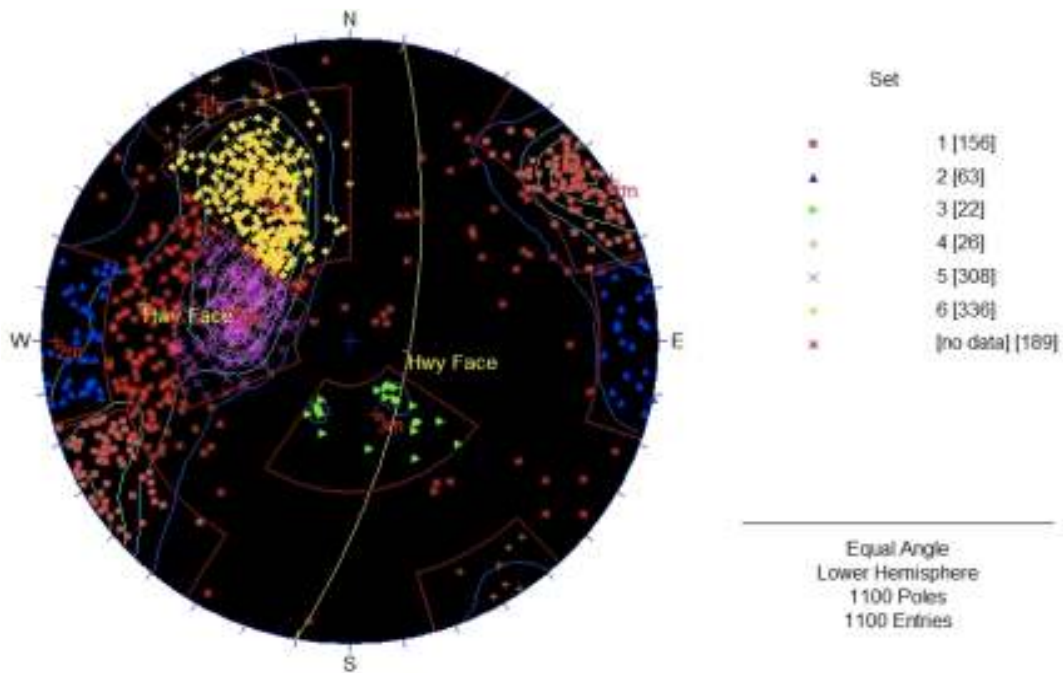 N
Set
1 [156]
2 [63]
3 [22]
4 [26]
5 [308]
6 [336]
[no data] [189]
W
E
Hwy Face
Hwy Face
S
Equal Angle
Lower Hemisphere
1100 Poles
1100 Entries